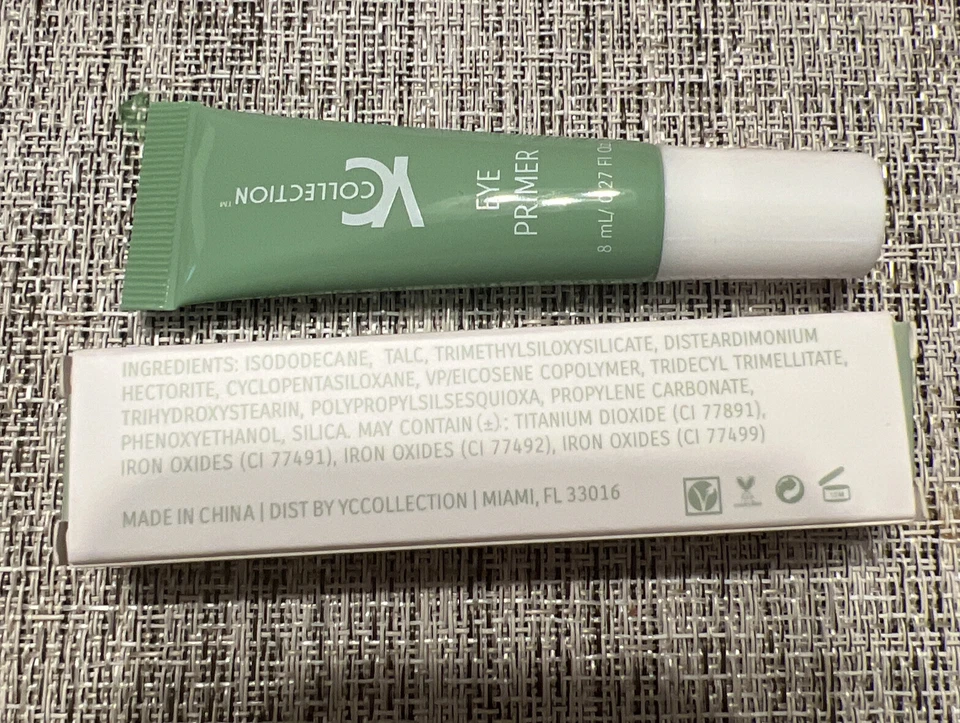 YC
COLLECTION™
EYE
PRIMER
8 mL/ 0.27 Fl Oz
INGREDIENTS: ISODODECANE, TALC, TRIMETHYLSILOXYSILICATE, DISTEARDIMONIUM
HECTORITE, CYCLOPENTASILOXANE, VP/EICOSENE COPOLYMER, TRIDECYL TRIMELLITATE,
TRIHYDROXYSTEARIN, POLYPROPYLSILSESQUIOXA, PROPYLENE CARBONATE,
PHENOXYETHANOL, SILICA. MAY CONTAIN (±).: TITANIUM DIOXIDE (CI 77891),
IRON OXIDES (CI 77491), IRON OXIDES (CI 77492), IRON OXIDES (CI 77499)
MADE IN CHINA | DIST BY YCCOLLECTION | MIAMI, FL 33016